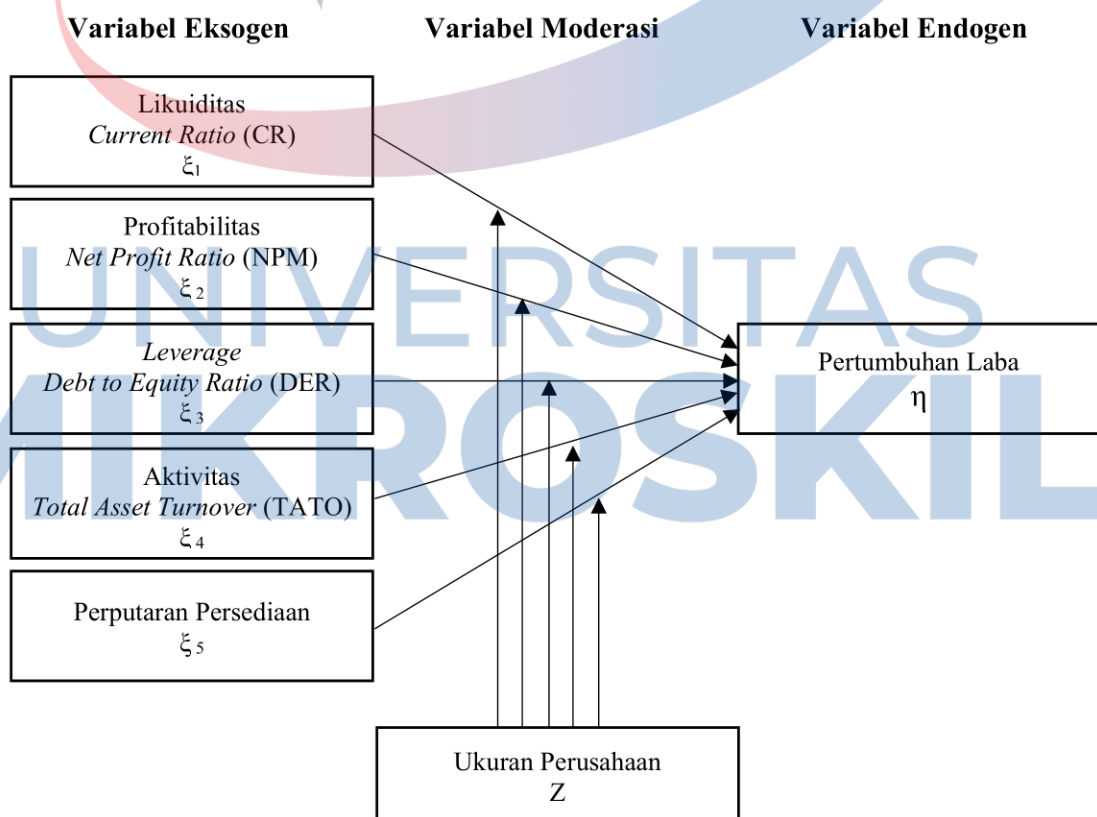 Variabel Eksogen
Variabel Moderasi
Variabel Endogen
Likuiditas
Current Ratio (CR)
ξ1
Profitabilitas
Net Profit Ratio (NPM)
ξ2
Leverage
Debt to Equity Ratio (DER)
ξ3
Aktivitas
Total Asset Turnover (TATO)
ξ4
Perputaran Persediaan
ξ5
Pertumbuhan Laba
η
Ukuran Perusahaan
Z
UNIVERSITAS
MIKROSKIL